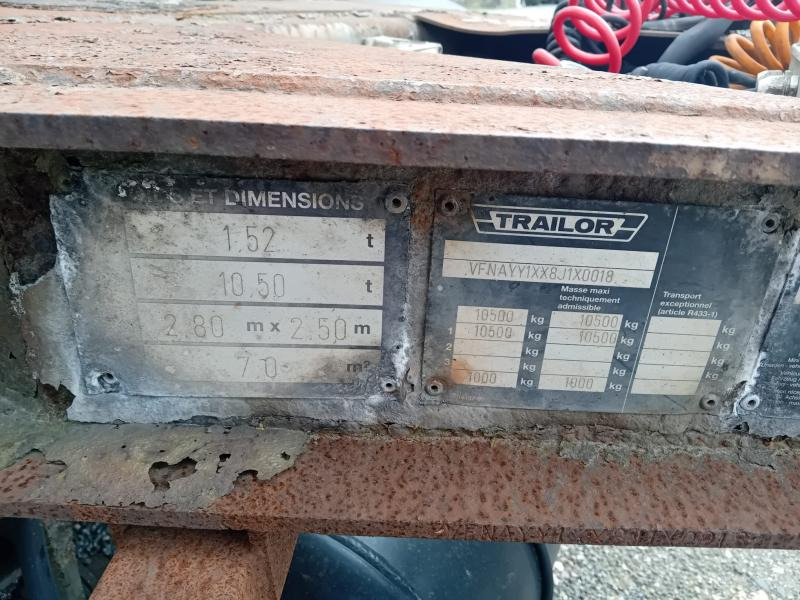 ET DIMENSIONS
1.52 t
10.50 t
2.80 m x 2.50 m
7.0 m²
TRAILOR
VFNAYY1XX8J1X0018
Masse maxi
techniquement
admissible
Transport
exceptionnel
(article R433-1)
10500 kg 10500 kg kg
1 10500 kg 10500 kg kg
2 kg kg kg
3 kg kg kg
1000 kg 1000 kg kg